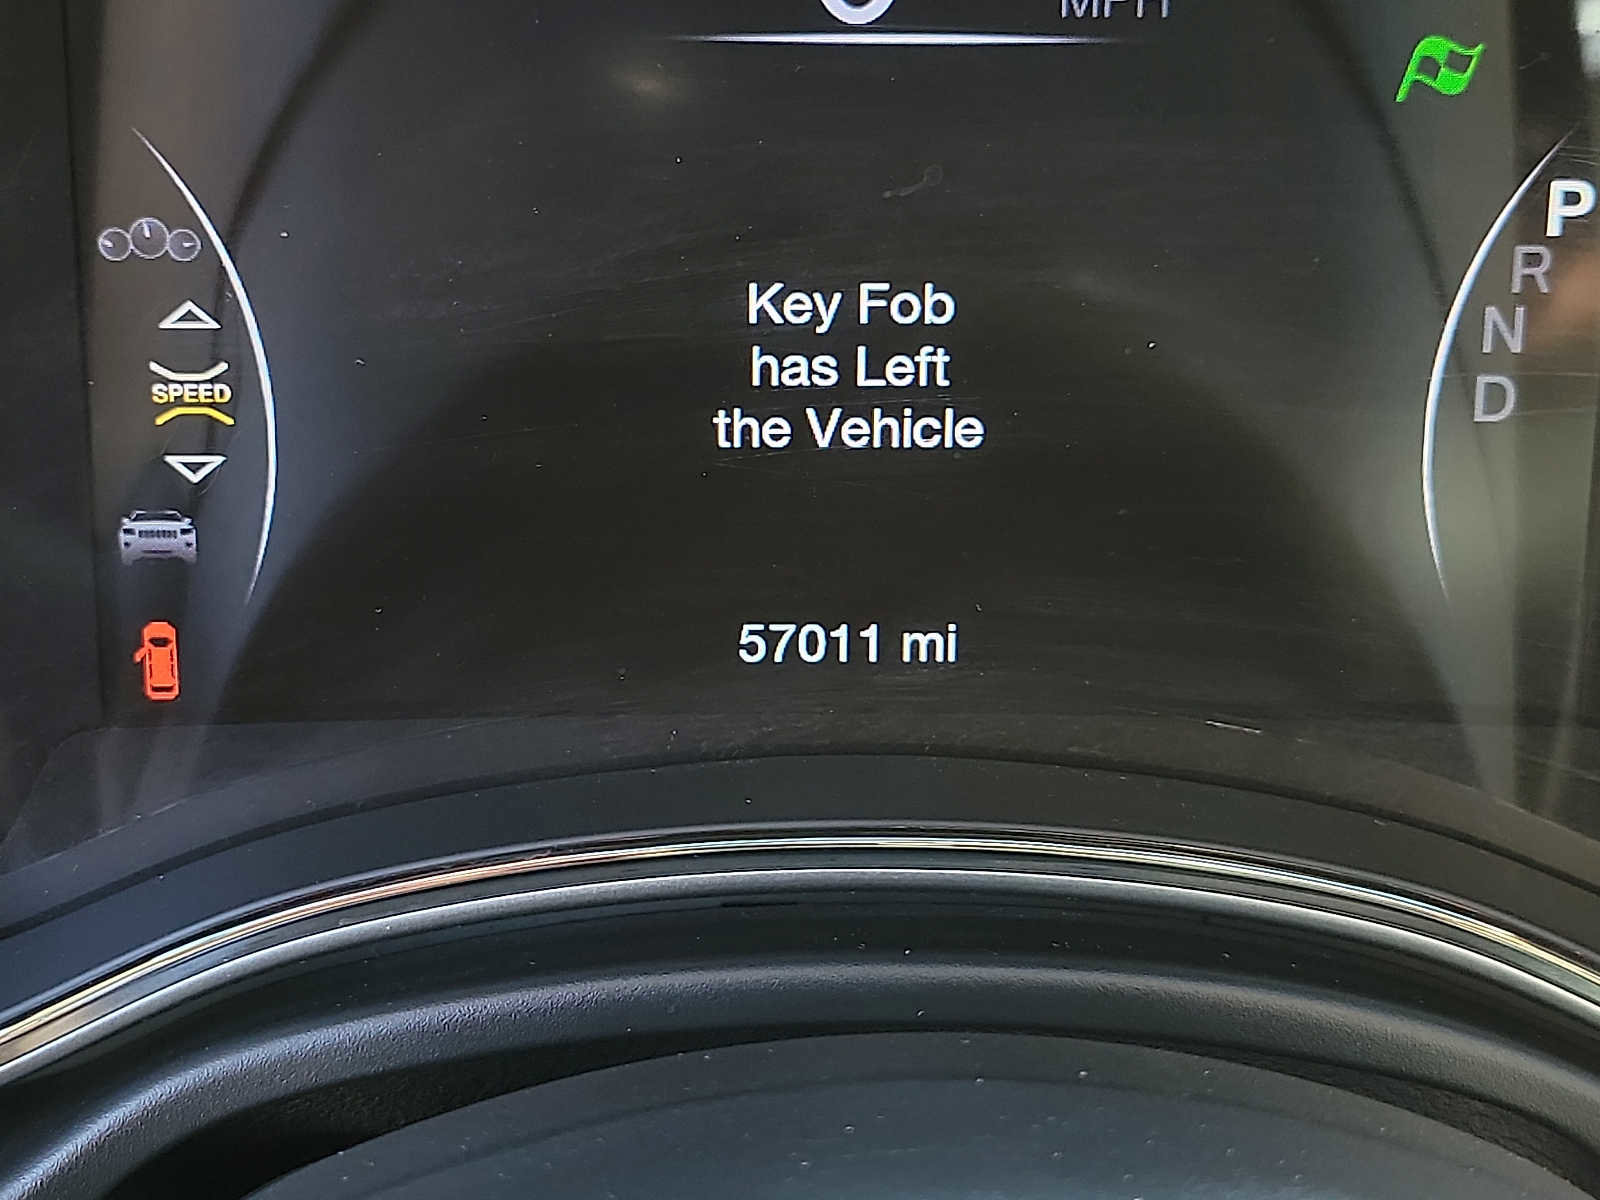 MPH
P
R
N
SPEED
D
Key Fob
has Left
the Vehicle
57011 mi